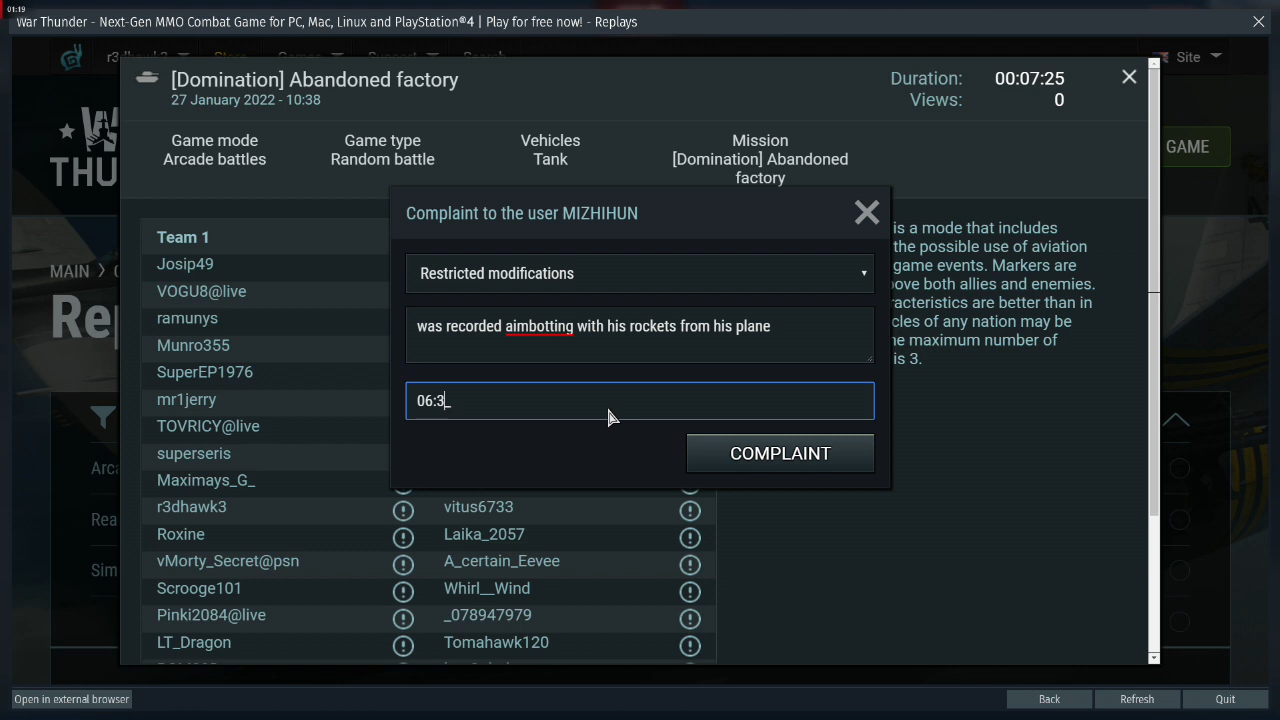 01:19
War Thunder - Next-Gen MMO Combat Game for PC, Mac, Linux and PlayStation®4 | Play for free now! - Replays
Site
[Domination] Abandoned factory
27 January 2022 - 10:38
Duration: 00:07:25
Views: 0
Game mode
Arcade battles
Game type
Random battle
Vehicles
Tank
Mission
[Domination] Abandoned
factory
GAME
MAIN
Complaint to the user MIZHIHUN
Restricted modifications
was recorded aimbotting with his rockets from his plane
06:3_
COMPLAINT
Team 1
Josip49
VOGU8@live
ramunys
Munro355
SuperEP1976
mr1jerry
TOVRICY@live
superseris
Maximays_G_
r3dhawk3 vitus6733
Roxine Laika_2057
vMorty_Secret@psn A_certain_Eevee
Scrooge101 Whirl__Wind
Pinki2084@live _078947979
LT_Dragon Tomahawk120
is a mode that includes
the possible use of aviation
game events. Markers are
ove both allies and enemies.
racteristics are better than in
cles of any nation may be
ne maximum number of
is 3.
Open in external browser
Back
Refresh
Quit